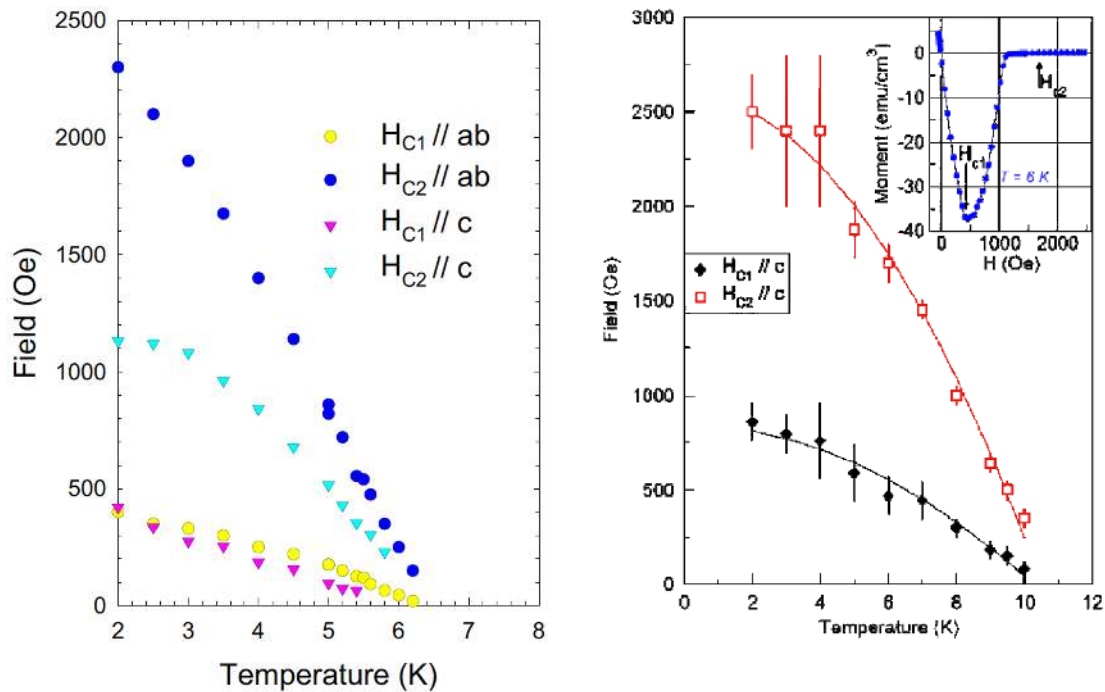 2500
2000
1500
1000
500
0
Field (Oe)
2 3 4 5 6 7 8
Temperature (K)
H_C1 // ab
H_C2 // ab
H_C1 // c
H_C2 // c
3000
2500
2000
1500
1000
500
0
Field (Oe)
0 2 4 6 8 10 12
Temperature (K)
H_C1 // c
H_C2 // c
0
-10
-20
-30
-40
Moment (emu/cm³)
0 1000 2000
H (Oe)
H_c2
H_c1
T = 6 K